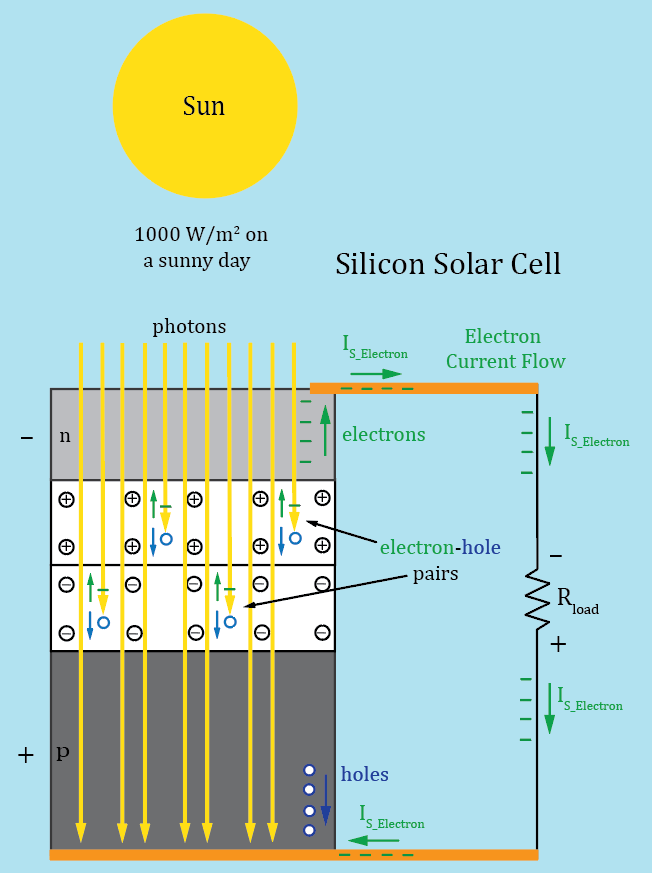 Sun
1000 W/m² on
a sunny day
Silicon Solar Cell
photons
I_S_Electron
Electron
Current Flow
− n
electrons
I_S_Electron
electron-hole
pairs
−
R_load
+
I_S_Electron
+ p
holes
I_S_Electron